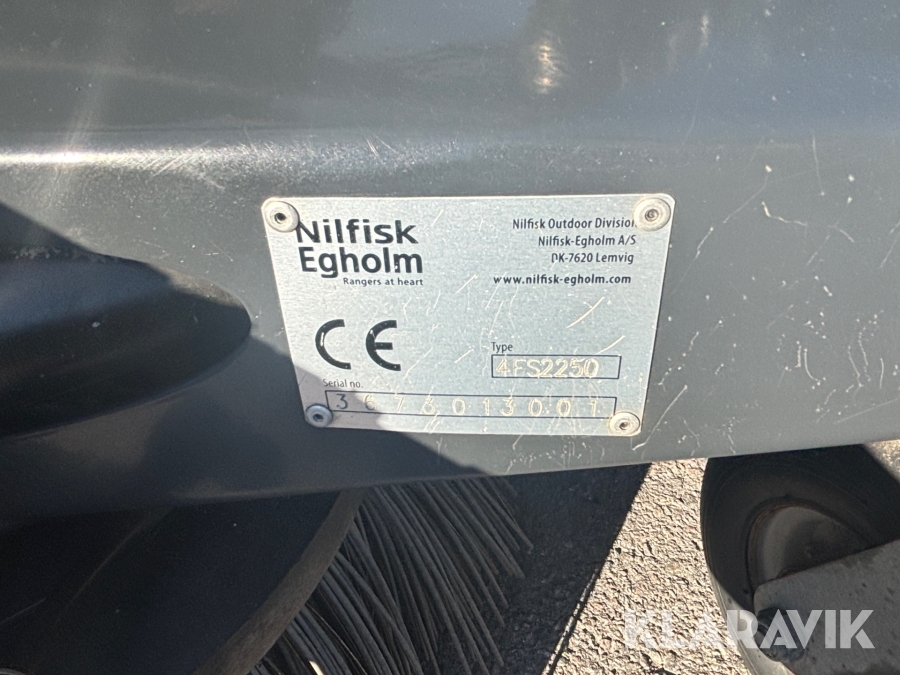 Nilfisk
Egholm
Rangers at heart
Nilfisk Outdoor Division
Nilfisk-Egholm A/S
DK-7620 Lemvig
www.nilfisk-egholm.com
CE
Type
4FS2250
Serial no.
3676013001
KLARAVIK